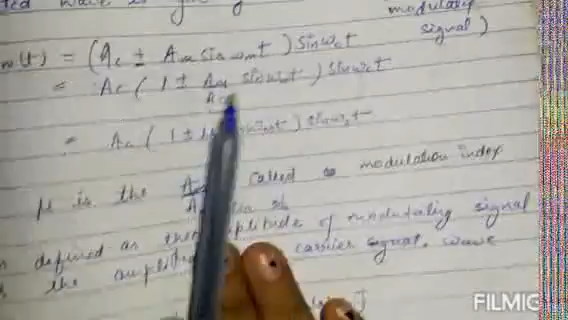 modulating
signal)
m(t) = (Ac ± Am sin ωmt) sin ωct
= Ac (1 ± Am/Ac sin ωmt) sin ωct
= Ac (1 ± sin ωmt) sin ωct
μ is the called as modulation index
defined as the amplitude of modulating signal
the carrier signal wave
FILMIG